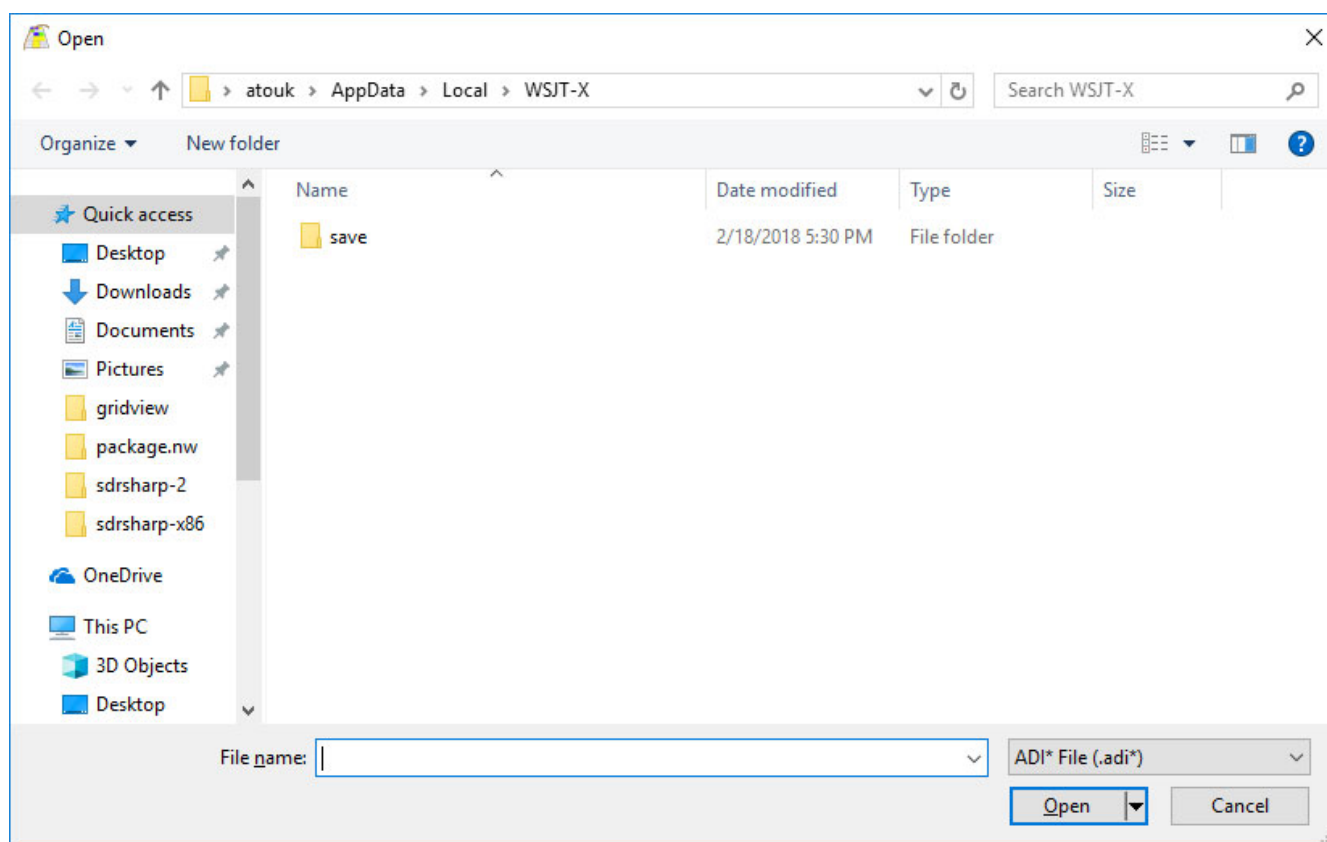 Open
atouk > AppData > Local > WSJT-X
Search WSJT-X
Organize
New folder
Name
Date modified
Type
Size
save
2/18/2018 5:30 PM
File folder
Quick access
Desktop
Downloads
Documents
Pictures
gridview
package.nw
sdrsharp-2
sdrsharp-x86
OneDrive
This PC
3D Objects
Desktop
File name:
ADI* File (.adi*)
Open
Cancel